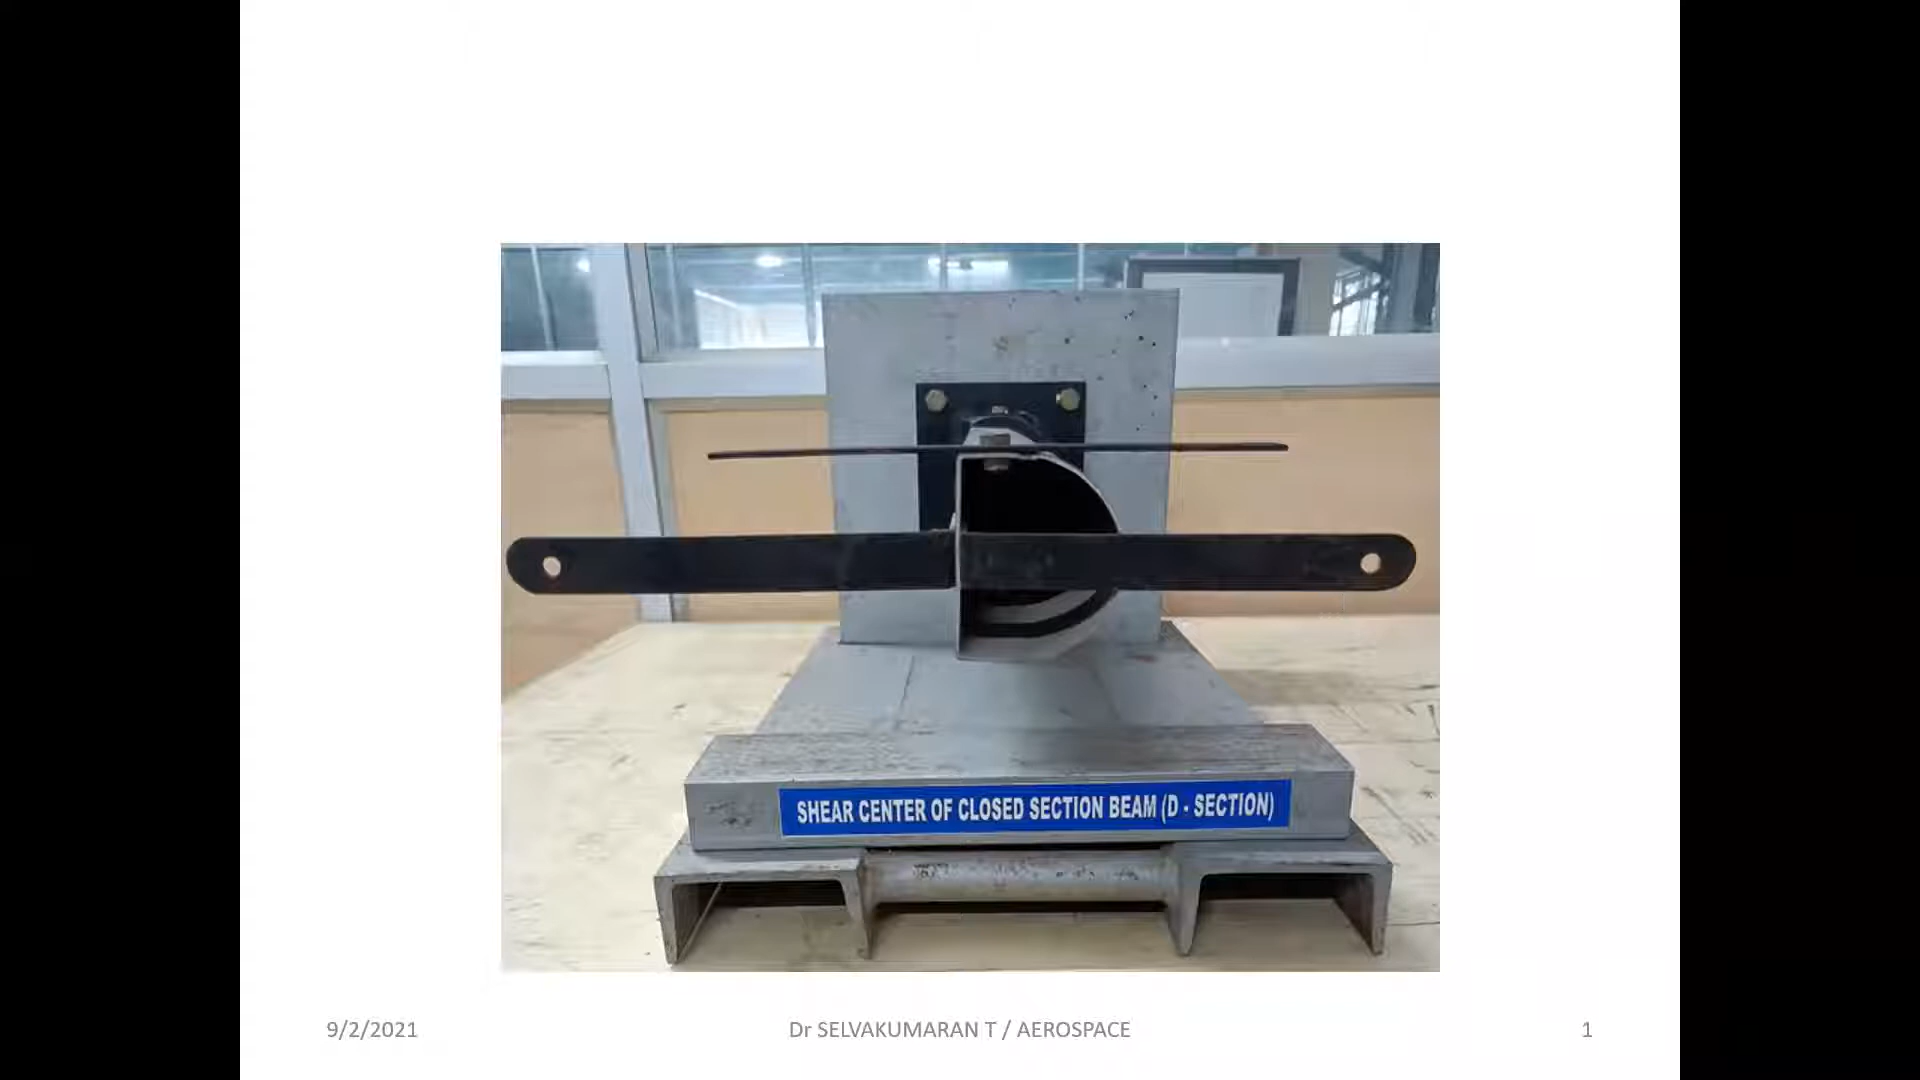 SHEAR CENTER OF CLOSED SECTION BEAM (D - SECTION)
9/2/2021
Dr SELVAKUMARAN T / AEROSPACE
1